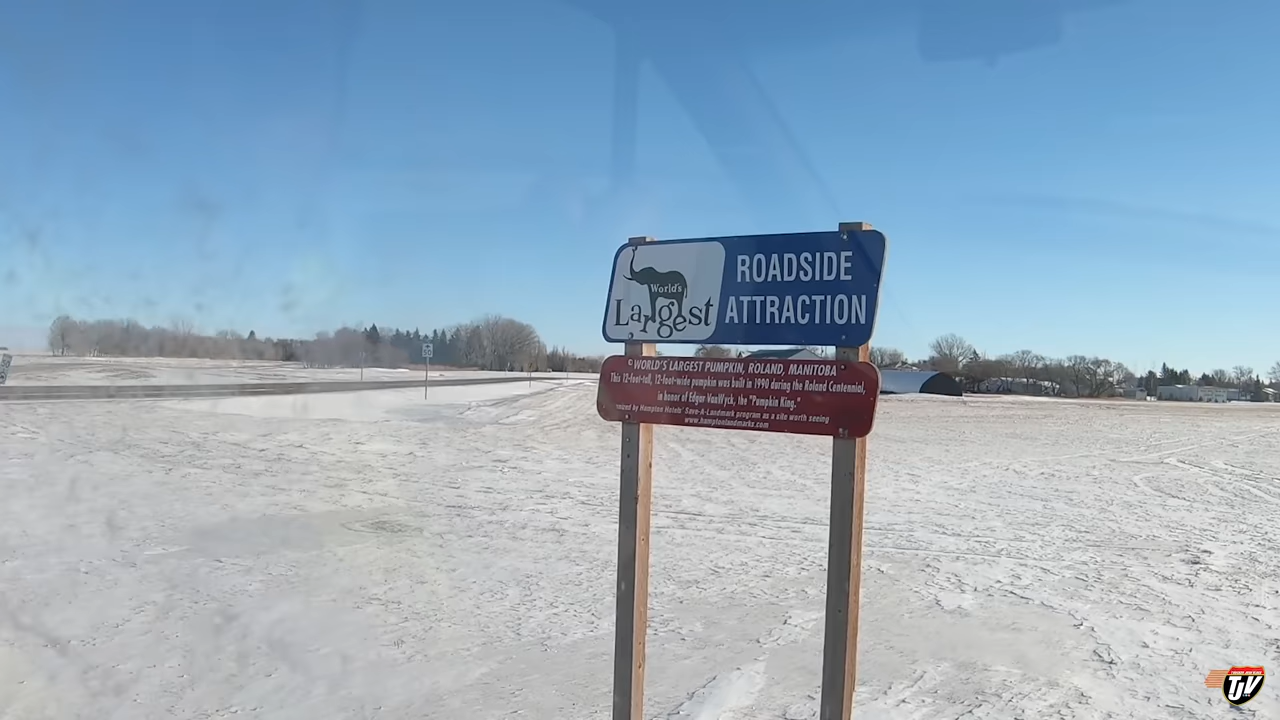 World's
Largest
ROADSIDE
ATTRACTION
WORLD'S LARGEST PUMPKIN, ROLAND, MANITOBA
This 12-foot-tall, 12-foot-wide pumpkin was built in 1990 during the Roland Centennial,
in honor of Edgar VanWyck, the "Pumpkin King."
by Hampton Hotels' Save-A-Landmark program as a site worth seeing
www.hamptonlandmarks.com
TJV